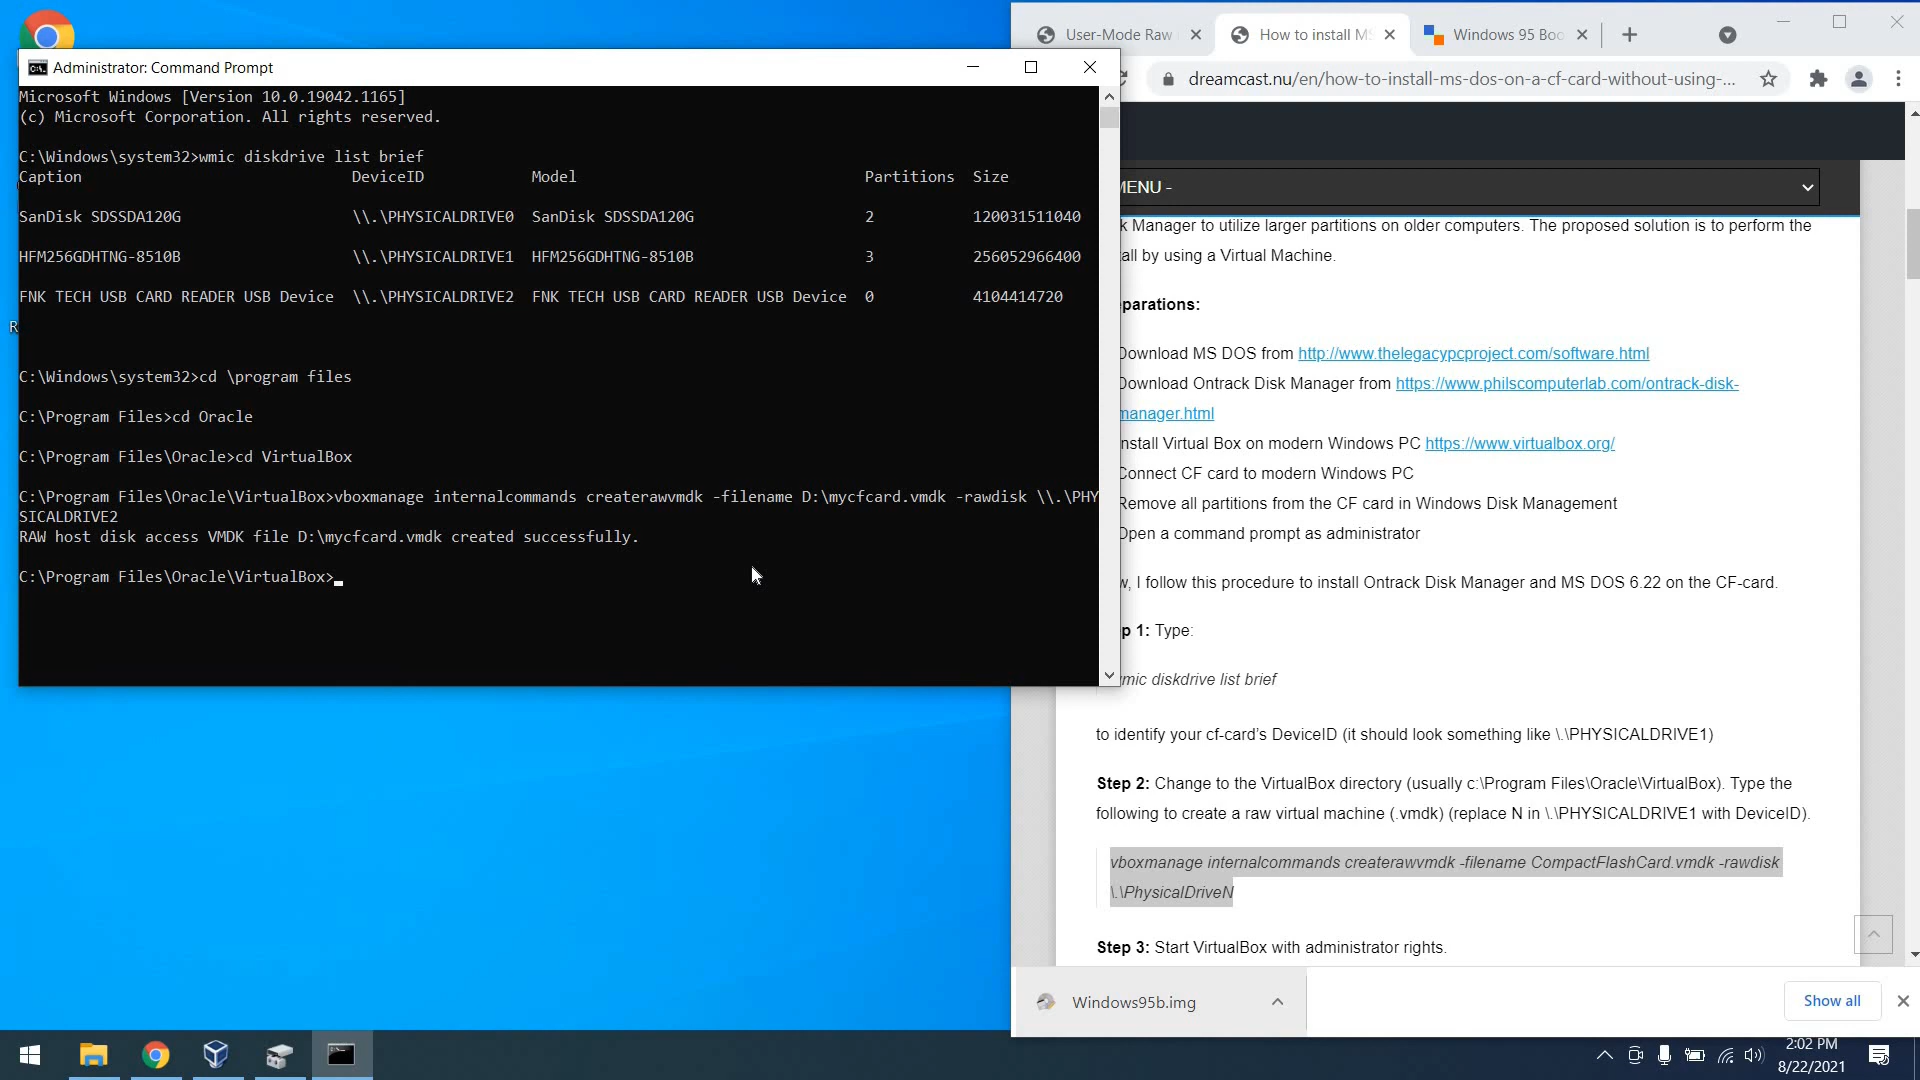 Administrator: Command Prompt
Microsoft Windows [Version 10.0.19042.1165]
(c) Microsoft Corporation. All rights reserved.
C:\Windows\system32>wmic diskdrive list brief
Caption DeviceID Model Partitions Size
SanDisk SDSSDA120G \\.\PHYSICALDRIVE0 SanDisk SDSSDA120G 2 120031511040
HFM256GDHTNG-8510B \\.\PHYSICALDRIVE1 HFM256GDHTNG-8510B 3 256052966400
FNK TECH USB CARD READER USB Device \\.\PHYSICALDRIVE2 FNK TECH USB CARD READER USB Device 0 4104414720
C:\Windows\system32>cd \program files
C:\Program Files>cd Oracle
C:\Program Files\Oracle>cd VirtualBox
C:\Program Files\Oracle\VirtualBox>vboxmanage internalcommands createrawvmdk -filename D:\mycfcard.vmdk -rawdisk \\.\PHY
SICALDRIVE2
RAW host disk access VMDK file D:\mycfcard.vmdk created successfully.
C:\Program Files\Oracle\VirtualBox>
R
User-Mode Raw
How to install MS
Windows 95 Boo
dreamcast.nu/en/how-to-install-ms-dos-on-a-cf-card-without-using-...
MENU -
k Manager to utilize larger partitions on older computers. The proposed solution is to perform the
all by using a Virtual Machine.
parations:
Download MS DOS from http://www.thelegacypcproject.com/software.html
Download Ontrack Disk Manager from https://www.philscomputerlab.com/ontrack-disk-
manager.html
Install Virtual Box on modern Windows PC https://www.virtualbox.org/
Connect CF card to modern Windows PC
Remove all partitions from the CF card in Windows Disk Management
Open a command prompt as administrator
w, I follow this procedure to install Ontrack Disk Manager and MS DOS 6.22 on the CF-card.
p 1: Type:
wmic diskdrive list brief
to identify your cf-card’s DeviceID (it should look something like \.\PHYSICALDRIVE1)
Step 2: Change to the VirtualBox directory (usually c:\Program Files\Oracle\VirtualBox). Type the
following to create a raw virtual machine (.vmdk) (replace N in \.\PHYSICALDRIVE1 with DeviceID).
vboxmanage internalcommands createrawvmdk -filename CompactFlashCard.vmdk -rawdisk
\.\PhysicalDriveN
Step 3: Start VirtualBox with administrator rights.
Windows95b.img
Show all
2:02 PM
8/22/2021